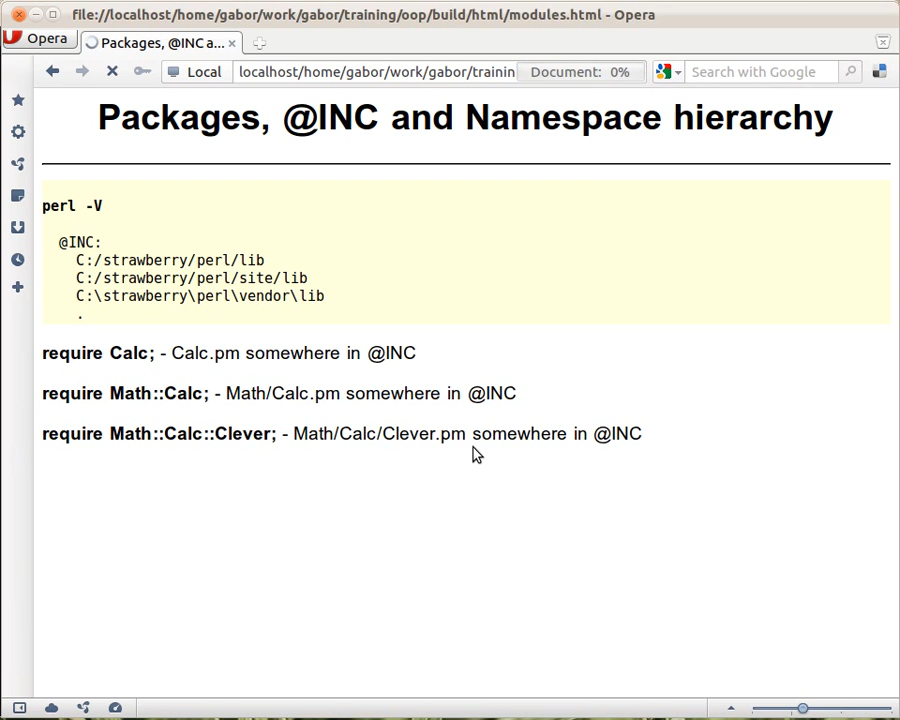 file://localhost/home/gabor/work/gabor/training/oop/build/html/modules.html - Opera
Opera
Packages, @INC a...
Local
localhost/home/gabor/work/gabor/trainin
Document: 0%
Search with Google
Packages, @INC and Namespace hierarchy
perl -V
@INC:
C:/strawberry/perl/lib
C:/strawberry/perl/site/lib
C:\strawberry\perl\vendor\lib
.
require Calc; - Calc.pm somewhere in @INC
require Math::Calc; - Math/Calc.pm somewhere in @INC
require Math::Calc::Clever; - Math/Calc/Clever.pm somewhere in @INC